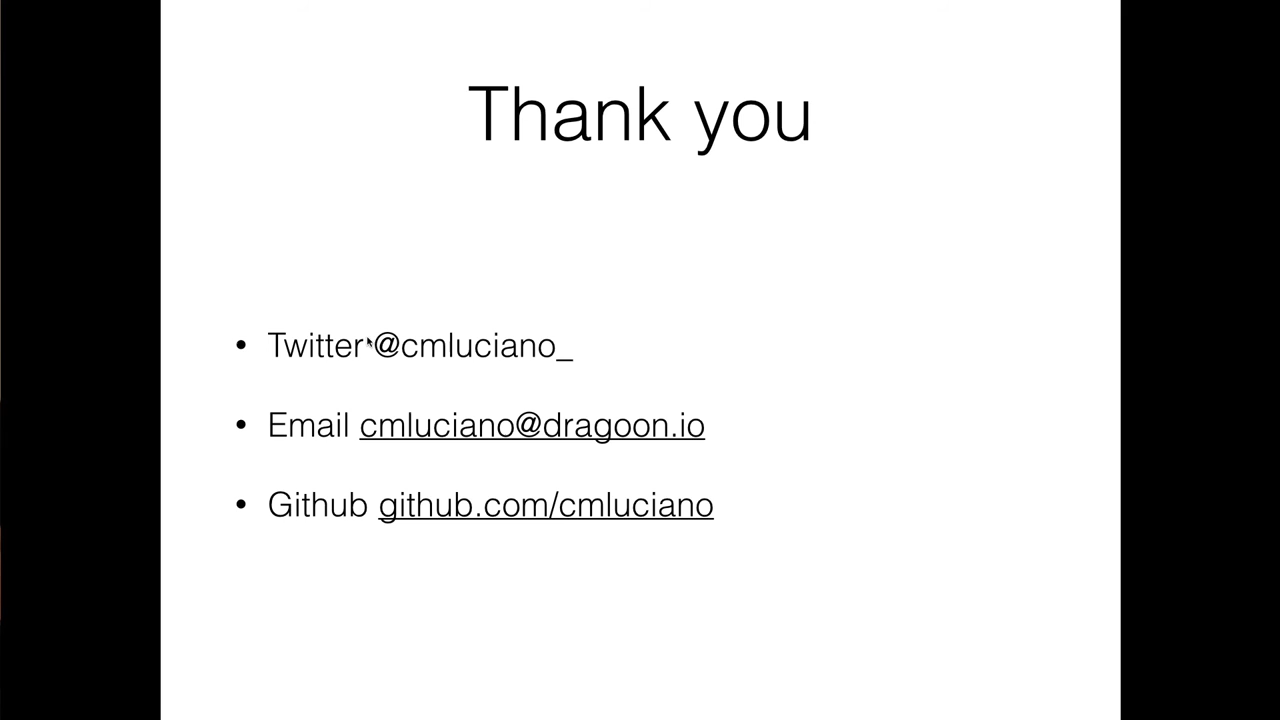 Thank you
• Twitter @cmluciano_
• Email cmluciano@dragoon.io
• Github github.com/cmluciano